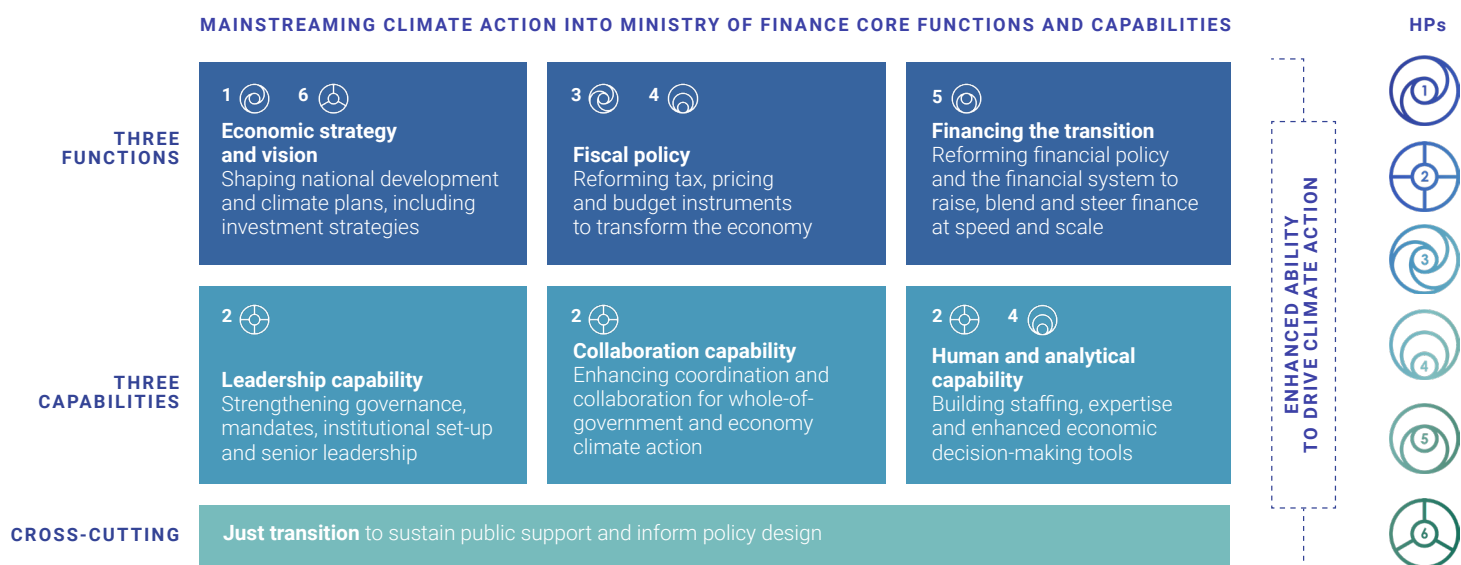 MAINSTREAMING CLIMATE ACTION INTO MINISTRY OF FINANCE CORE FUNCTIONS AND CAPABILITIES
HPs
THREE
FUNCTIONS
1 6
Economic strategy
and vision
Shaping national development
and climate plans, including
investment strategies
3 4
Fiscal policy
Reforming tax, pricing
and budget instruments
to transform the economy
5
Financing the transition
Reforming financial policy
and the financial system to
raise, blend and steer finance
at speed and scale
THREE
CAPABILITIES
2
Leadership capability
Strengthening governance,
mandates, institutional set-up
and senior leadership
2
Collaboration capability
Enhancing coordination and
collaboration for whole-of-
government and economy
climate action
2 4
Human and analytical
capability
Building staffing, expertise
and enhanced economic
decision-making tools
CROSS-CUTTING
Just transition to sustain public support and inform policy design
ENHANCED ABILITY
TO DRIVE CLIMATE ACTION
1
2
3
4
5
6